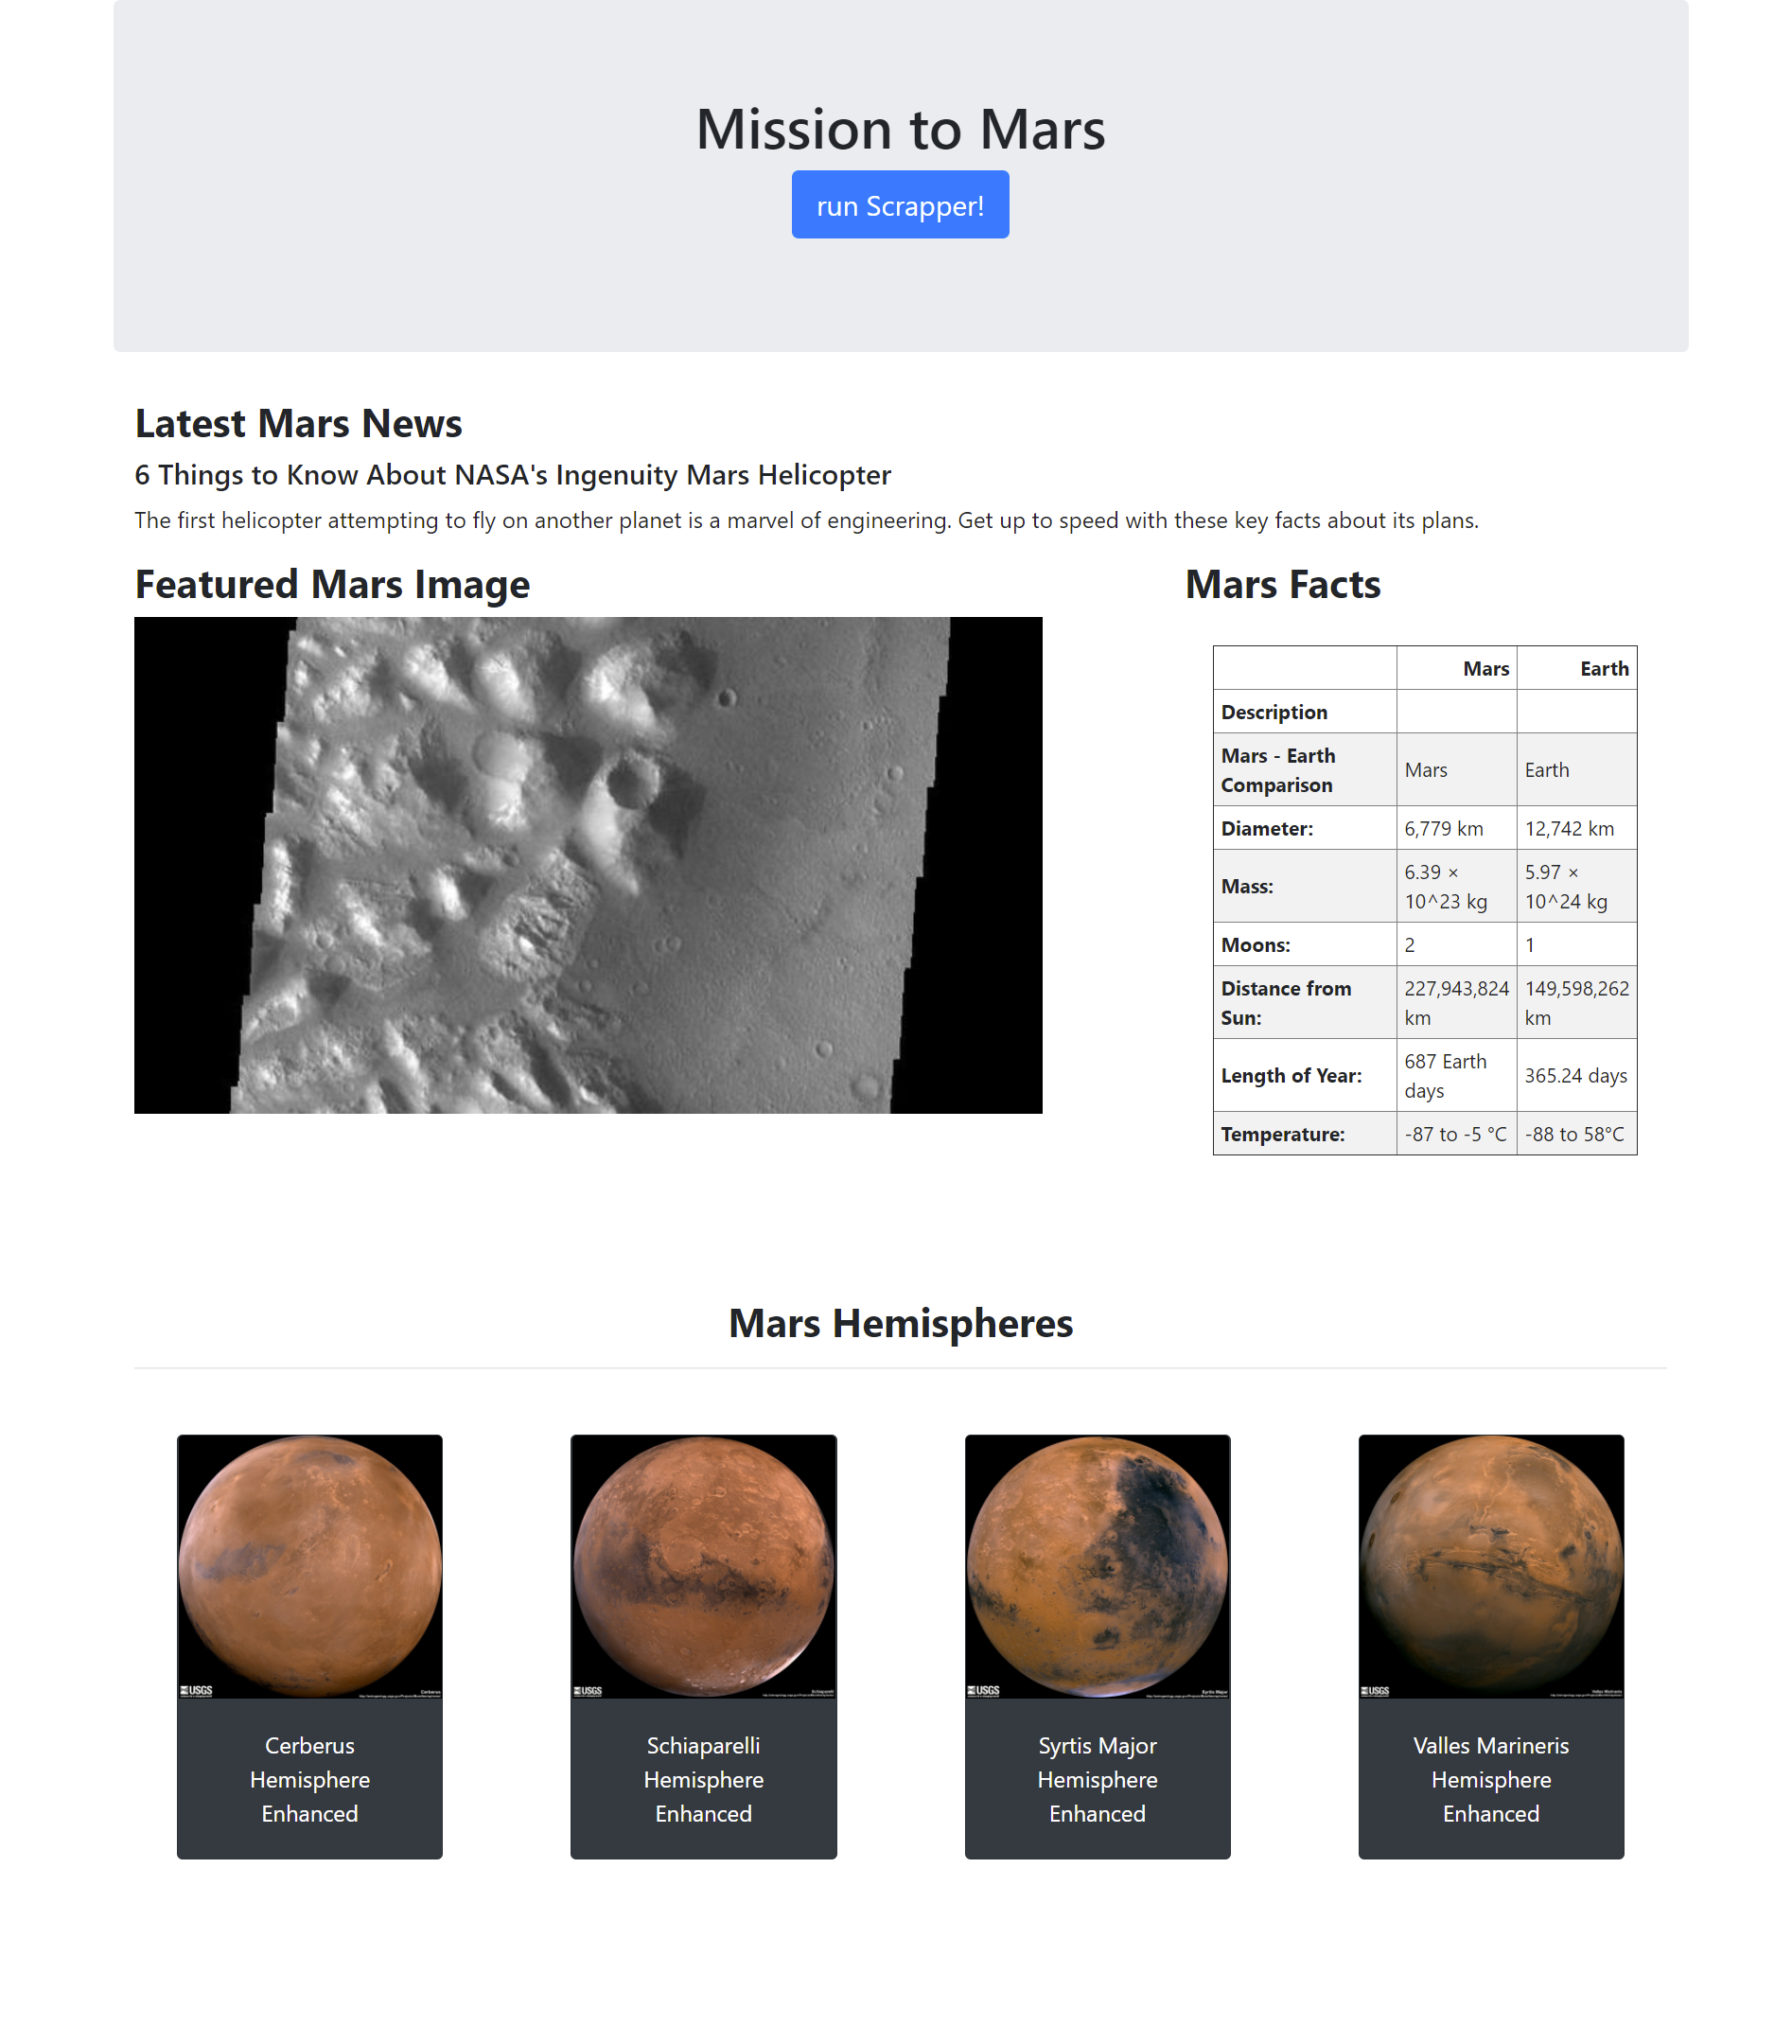 Mission to Mars
run Scrapper!
Latest Mars News
6 Things to Know About NASA's Ingenuity Mars Helicopter
The first helicopter attempting to fly on another planet is a marvel of engineering. Get up to speed with these key facts about its plans.
Featured Mars Image
Mars Facts
Mars Earth
Description
Mars - Earth Comparison Mars Earth
Diameter: 6,779 km 12,742 km
Mass: 6.39 × 10^23 kg 5.97 × 10^24 kg
Moons: 2 1
Distance from Sun: 227,943,824 km 149,598,262 km
Length of Year: 687 Earth days 365.24 days
Temperature: -87 to -5 °C -88 to 58°C
Mars Hemispheres
USGS
Cerberus
USGS
Schiaparelli
USGS
Syrtis Major
USGS
Valles Marineris
Cerberus
Hemisphere
Enhanced
Schiaparelli
Hemisphere
Enhanced
Syrtis Major
Hemisphere
Enhanced
Valles Marineris
Hemisphere
Enhanced